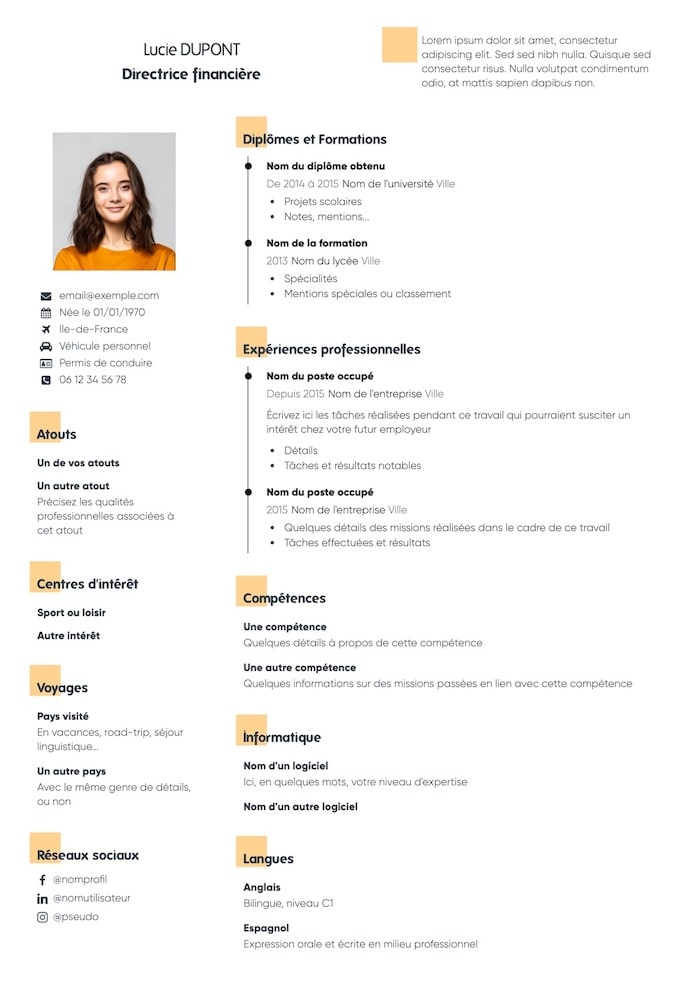 Lucie DUPONT
Directrice financière
Lorem ipsum dolor sit amet, consectetur
adipiscing elit. Sed sed nibh nulla. Quisque sed
consectetur risus. Nulla volutpat condimentum
odio, at mattis sapien dapibus non.
email@exemple.com
Née le 01/01/1970
Ile-de-France
Véhicule personnel
Permis de conduire
06 12 34 56 78
Atouts
Un de vos atouts
Un autre atout
Précisez les qualités
professionnelles associées à
cet atout
Centres d'intérêt
Sport ou loisir
Autre intérêt
Voyages
Pays visité
En vacances, road-trip, séjour
linguistique...
Un autre pays
Avec le même genre de détails,
ou non
Réseaux sociaux
@nomprofil
@nomutilisateur
@pseudo
Diplômes et Formations
Nom du diplôme obtenu
De 2014 à 2015 Nom de l'université Ville
• Projets scolaires
• Notes, mentions...
Nom de la formation
2013 Nom du lycée Ville
• Spécialités
• Mentions spéciales ou classement
Expériences professionnelles
Nom du poste occupé
Depuis 2015 Nom de l'entreprise Ville
Écrivez ici les tâches réalisées pendant ce travail qui pourraient susciter un
intérêt chez votre futur employeur
• Détails
• Tâches et résultats notables
Nom du poste occupé
2015 Nom de l'entreprise Ville
• Quelques détails des missions réalisées dans le cadre de ce travail
• Tâches effectuées et résultats
Compétences
Une compétence
Quelques détails à propos de cette compétence
Une autre compétence
Quelques informations sur des missions passées en lien avec cette compétence
Informatique
Nom d'un logiciel
Ici, en quelques mots, votre niveau d'expertise
Nom d'un autre logiciel
Langues
Anglais
Bilingue, niveau C1
Espagnol
Expression orale et écrite en milieu professionnel